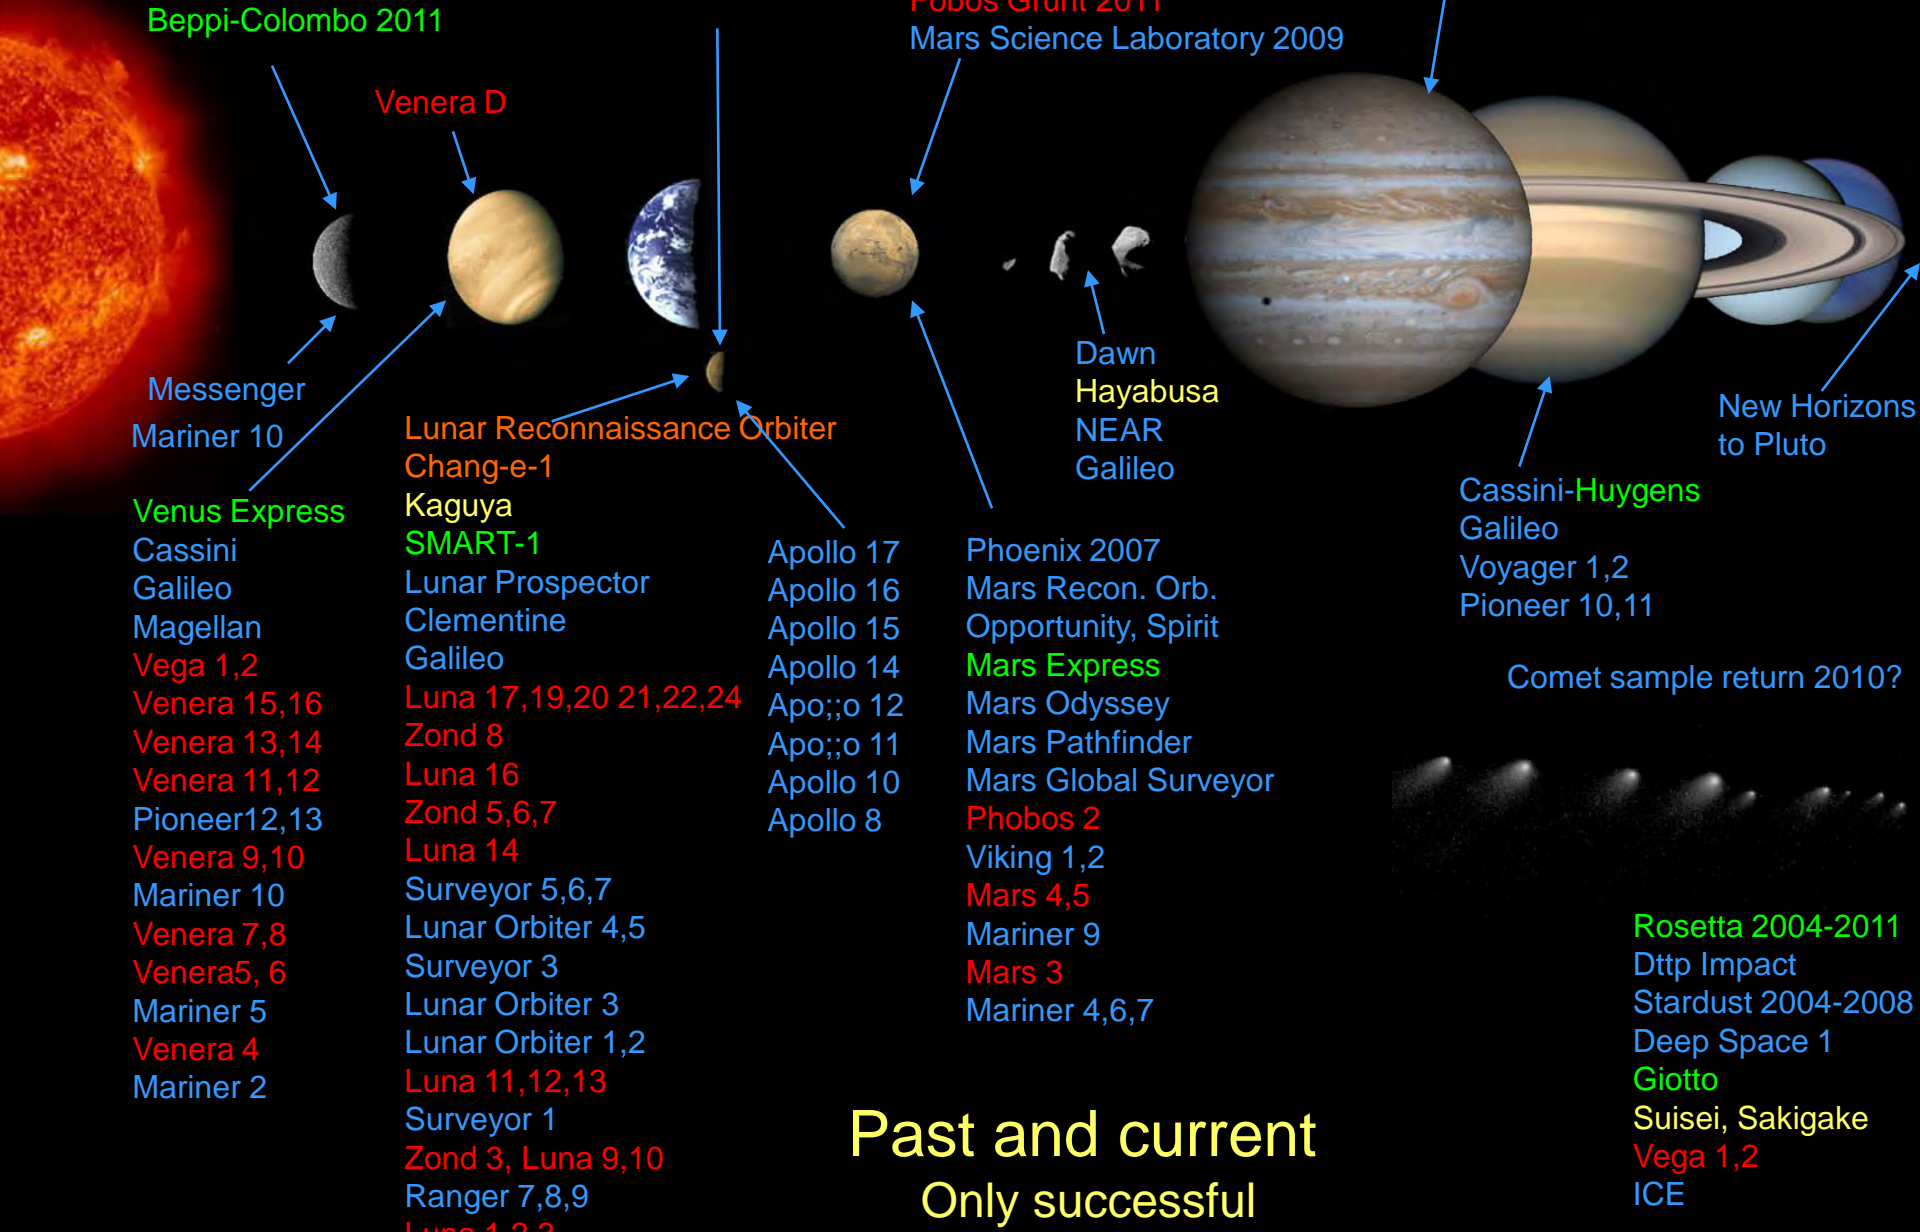 Beppi-Colombo 2011
Fobos Grunt 2011
Mars Science Laboratory 2009
Venera D
Messenger
Mariner 10
Venus Express
Cassini
Galileo
Magellan
Vega 1,2
Venera 15,16
Venera 13,14
Venera 11,12
Pioneer12,13
Venera 9,10
Mariner 10
Venera 7,8
Venera5, 6
Mariner 5
Venera 4
Mariner 2
Lunar Reconnaissance Orbiter
Chang-e-1
Kaguya
SMART-1
Lunar Prospector
Clementine
Galileo
Luna 17,19,20 21,22,24
Zond 8
Luna 16
Zond 5,6,7
Luna 14
Surveyor 5,6,7
Lunar Orbiter 4,5
Surveyor 3
Lunar Orbiter 3
Lunar Orbiter 1,2
Luna 11,12,13
Surveyor 1
Zond 3, Luna 9,10
Ranger 7,8,9
Luna 1,2,3
Apollo 17
Apollo 16
Apollo 15
Apollo 14
Apo;;o 12
Apo;;o 11
Apollo 10
Apollo 8
Phoenix 2007
Mars Recon. Orb.
Opportunity, Spirit
Mars Express
Mars Odyssey
Mars Pathfinder
Mars Global Surveyor
Phobos 2
Viking 1,2
Mars 4,5
Mariner 9
Mars 3
Mariner 4,6,7
Dawn
Hayabusa
NEAR
Galileo
Cassini-Huygens
Galileo
Voyager 1,2
Pioneer 10,11
New Horizons
to Pluto
Comet sample return 2010?
Rosetta 2004-2011
Dttp Impact
Stardust 2004-2008
Deep Space 1
Giotto
Suisei, Sakigake
Vega 1,2
ICE
Past and current
Only successful